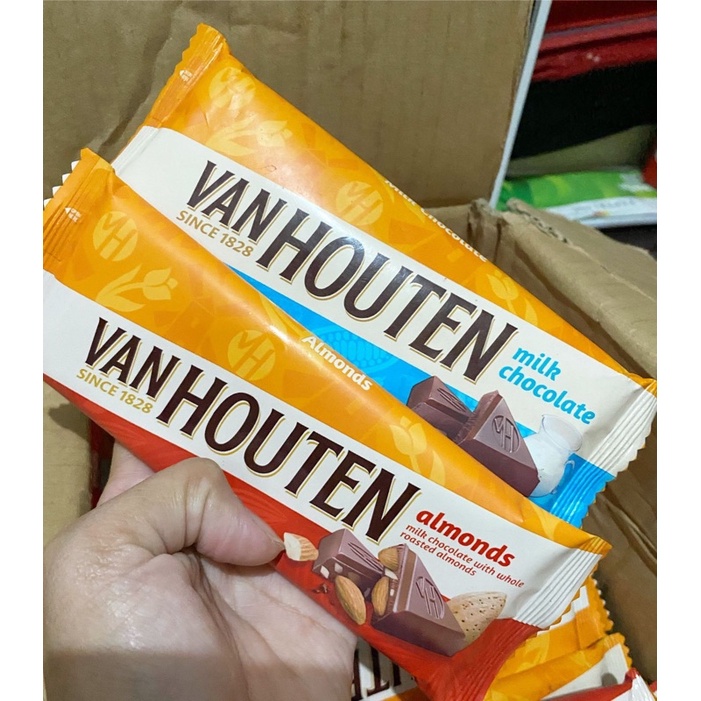 VAN HOUTEN
SINCE 1828
milk
chocolate
Almonds
VAN HOUTEN
SINCE 1828
almonds
milk chocolate with whole
roasted almonds